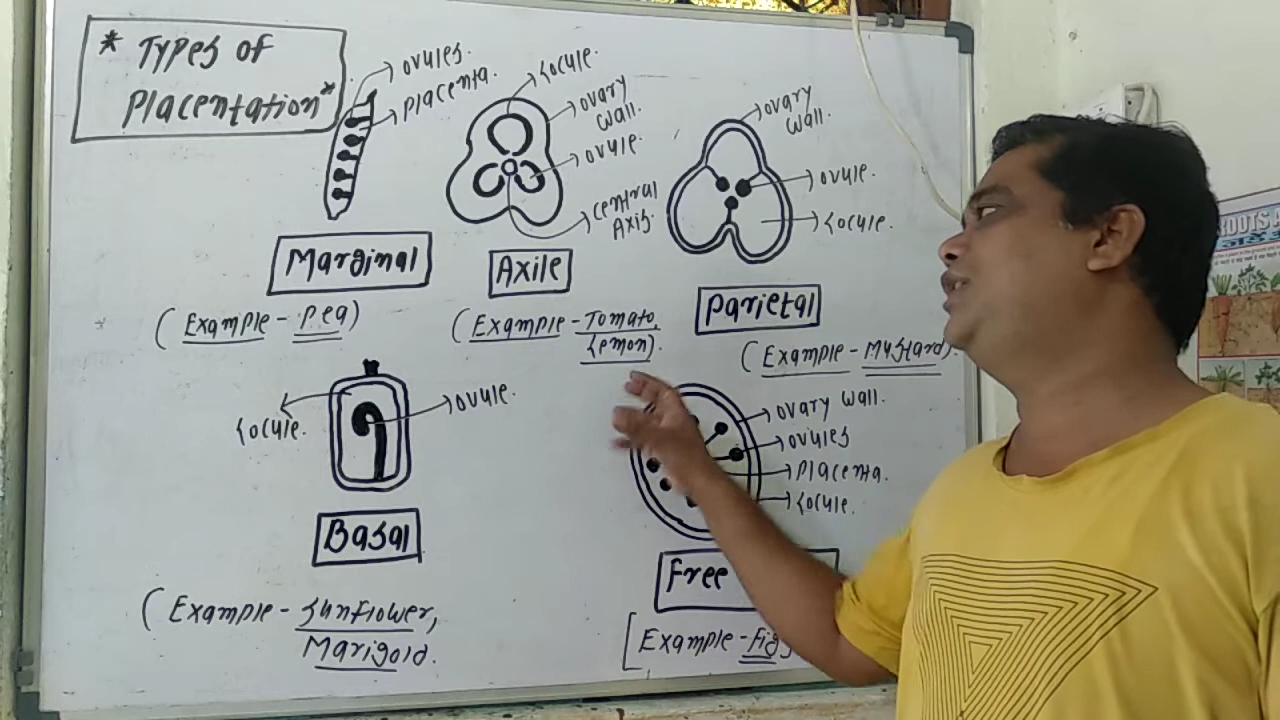 * Types of
Placentation*
ovules.
placenta.
Marginal
(Example - pea)
Locule.
ovary
wall.
ovule.
central
Axis.
Axile
(Example - Tomato,
Lemon).
ovary
wall.
ovule.
Locule.
Parietal
(Example - Mustard).
Locule.
ovule.
Basal
(Example - Sunflower,
Marigold.
ovary wall.
ovules
placenta.
Locule.
Free
[Example -
ROOTS